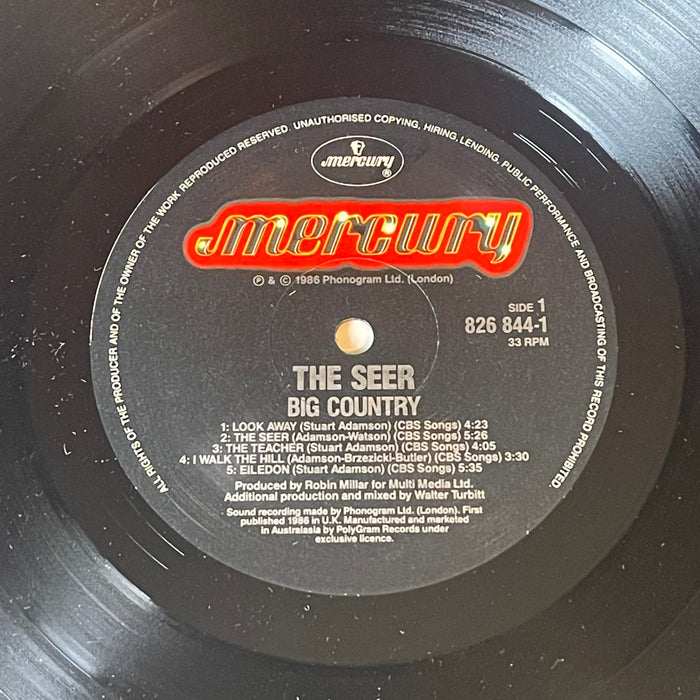 ALL RIGHTS OF THE PRODUCER AND OF THE OWNER OF THE WORK REPRODUCED RESERVED. UNAUTHORISED COPYING, HIRING, LENDING, PUBLIC PERFORMANCE AND BROADCASTING OF THIS RECORD PROHIBITED.
mercury
®
mercury
℗ & © 1986 Phonogram Ltd. (London)
SIDE 1
826 844-1
33 RPM
THE SEER
BIG COUNTRY
1: LOOK AWAY (Stuart Adamson) (CBS Songs) 4:23
2: THE SEER (Adamson-Watson) (CBS Songs) 5:26
3: THE TEACHER (Stuart Adamson) (CBS Songs) 4:05
4: I WALK THE HILL (Adamson-Brzezicki-Butler) (CBS Songs) 3:30
5: EILEDON (Stuart Adamson) (CBS Songs) 5:35
Produced by Robin Millar for Multi Media Ltd.
Additional production and mixed by Walter Turbitt
Sound recording made by Phonogram Ltd. (London). First
published 1986 in U.K. Manufactured and marketed
in Australasia by PolyGram Records under
exclusive licence.